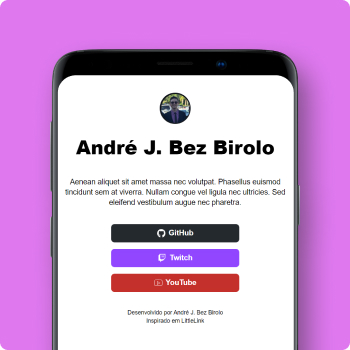 André J. Bez Birolo
Aenean aliquet sit amet massa nec volutpat. Phasellus euismod
tincidunt sem at viverra. Nullam congue vel ligula nec ultricies. Sed
eleifend vestibulum augue nec pharetra.
GitHub
Twitch
YouTube
Desenvolvido por André J. Bez Birolo
Inspirado em LittleLink